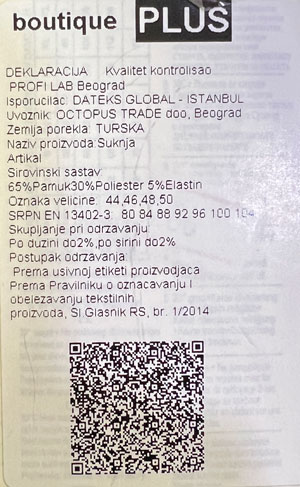 boutique PLUŠ
DEKLARACIJA Kvalitet kontrolisao
PROFI LAB Beograd
Isporucilac: DATEKS GLOBAL - ISTANBUL
Uvoznik: OCTOPUS TRADE doo, Beograd
Zemlja porekla: TURSKA
Naziv proizvoda:Suknja
Artikal
Sirovinski sastav:
65%Pamuk30%Poliester 5%Elastin
Oznaka velicine: 44,46,48,50
SRPN EN 13402-3: 80 84 88 92 96 100 104
Skupljanje pri odrzavanju:
Po duzini do2%,po sirini do2%
Postupak odrzavanja:
Prema usivnoj etiketi proizvodjaca
Prema Pravilniku o oznacavanju I
obelezavanju tekstilnih
proizvoda, Sl.Glasnik RS, br. 1/2014